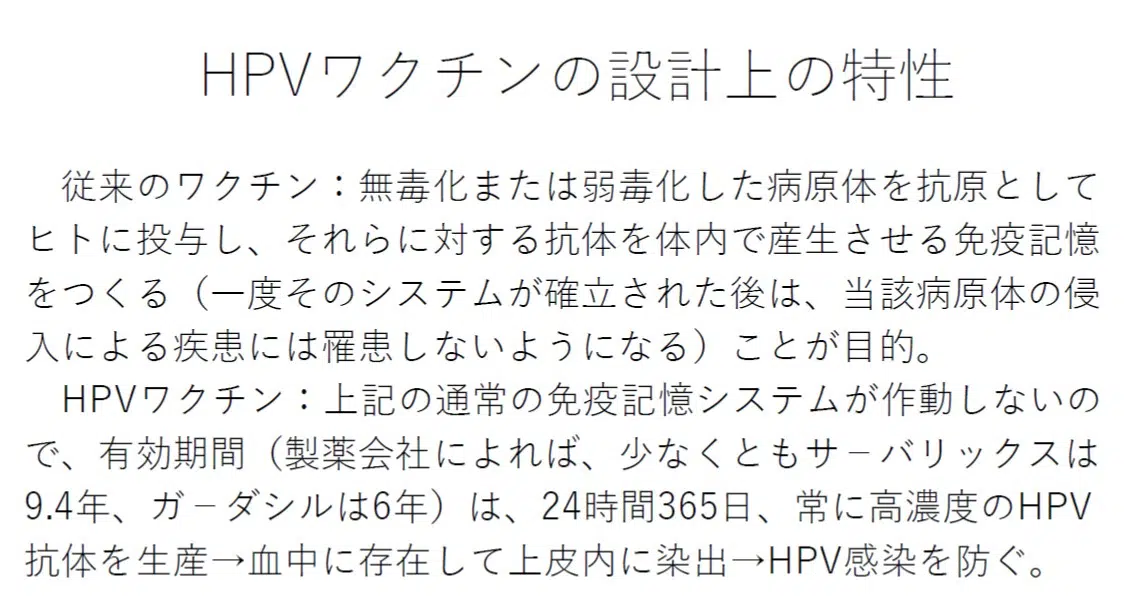 HPVワクチンの設計上の特性
　従来のワクチン：無毒化または弱毒化した病原体を抗原として
ヒトに投与し、それらに対する抗体を体内で産生させる免疫記憶
をつくる（一度そのシステムが確立された後は、当該病原体の侵
入による疾患には罹患しないようになる）ことが目的。
　HPVワクチン：上記の通常の免疫記憶システムが作動しないの
で、有効期間（製薬会社によれば、少なくともサ－バリックスは
9.4年、ガ－ダシルは6年）は、24時間365日、常に高濃度のHPV
抗体を生産→血中に存在して上皮内に染出→HPV感染を防ぐ。